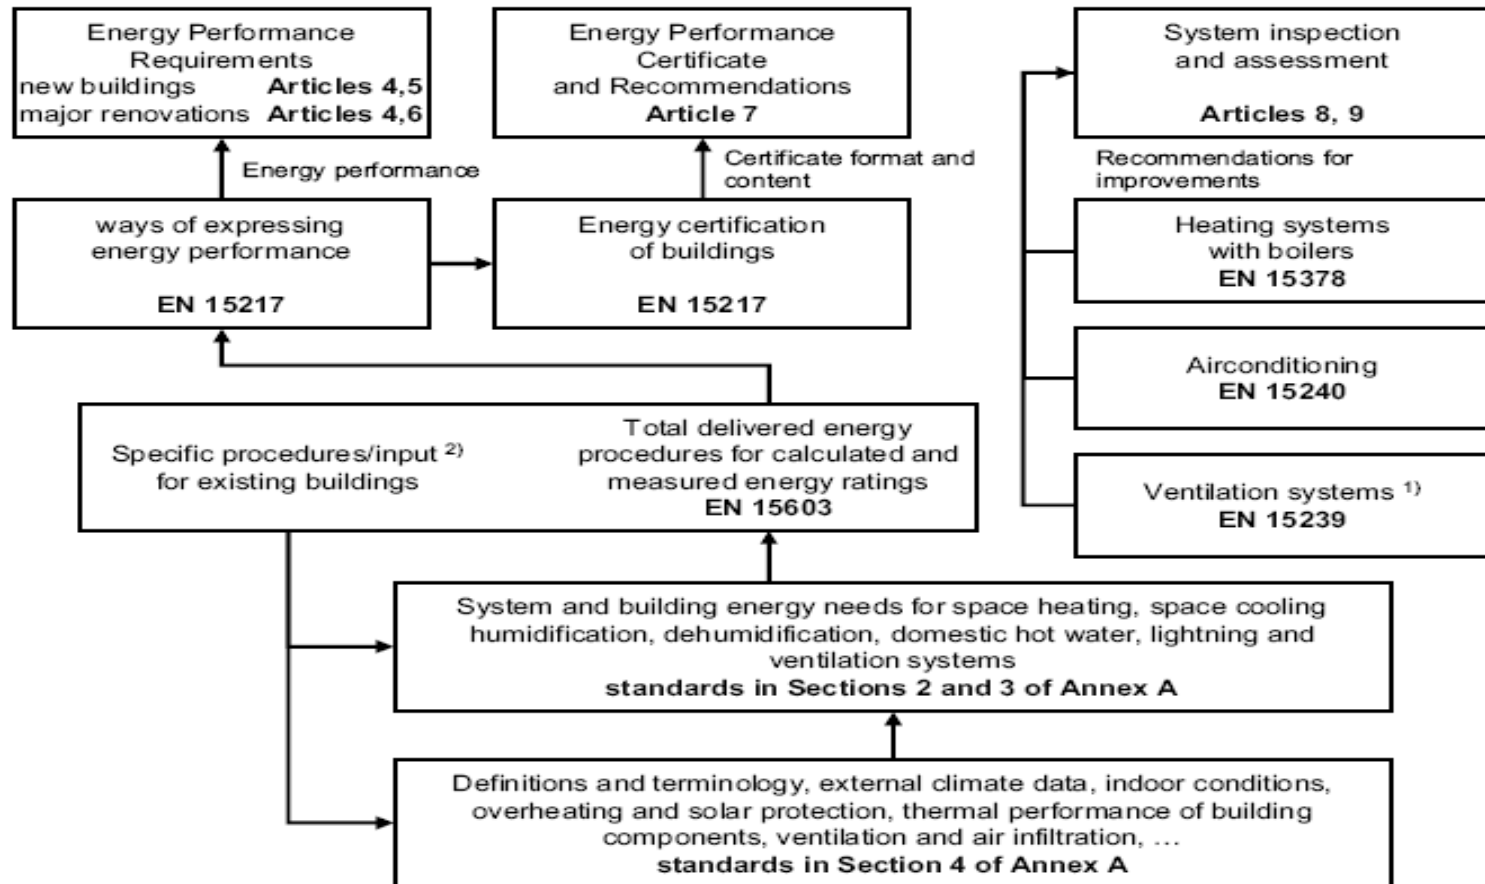 Energy Performance
Requirements
new buildings Articles 4,5
major renovations Articles 4,6
Energy Performance
Certificate
and Recommendations
Article 7
System inspection
and assessment
Articles 8, 9
Energy performance
Certificate format and
content
Recommendations for
improvements
ways of expressing
energy performance
EN 15217
Energy certification
of buildings
EN 15217
Heating systems
with boilers
EN 15378
Airconditioning
EN 15240
Specific procedures/input 2)
for existing buildings
Total delivered energy
procedures for calculated and
measured energy ratings
EN 15603
Ventilation systems 1)
EN 15239
System and building energy needs for space heating, space cooling
humidification, dehumidification, domestic hot water, lightning and
ventilation systems
standards in Sections 2 and 3 of Annex A
Definitions and terminology, external climate data, indoor conditions,
overheating and solar protection, thermal performance of building
components, ventilation and air infiltration, …
standards in Section 4 of Annex A